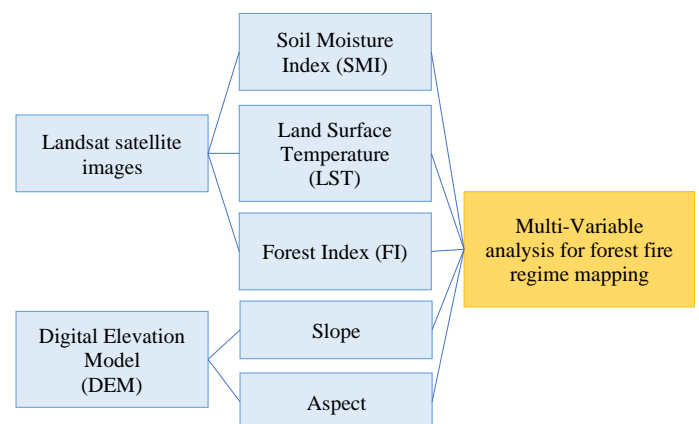 Soil Moisture
Index (SMI)
Landsat satellite
images
Land Surface
Temperature
(LST)
Forest Index (FI)
Multi-Variable
analysis for forest fire
regime mapping
Digital Elevation
Model
(DEM)
Slope
Aspect